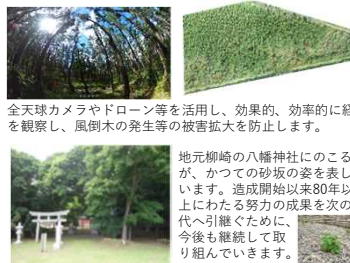 全天球カメラやドローン等を活用し、効果的、効率的に経
を観察し、風倒木の発生等の被害拡大を防止します。
地元柳崎の八幡神社にのこる
が、かつての砂坂の姿を表し
います。造成開始以来80年以
上にわたる努力の成果を次の
代へ引継ぐために、
今後も継続して取
り組んでいきます。